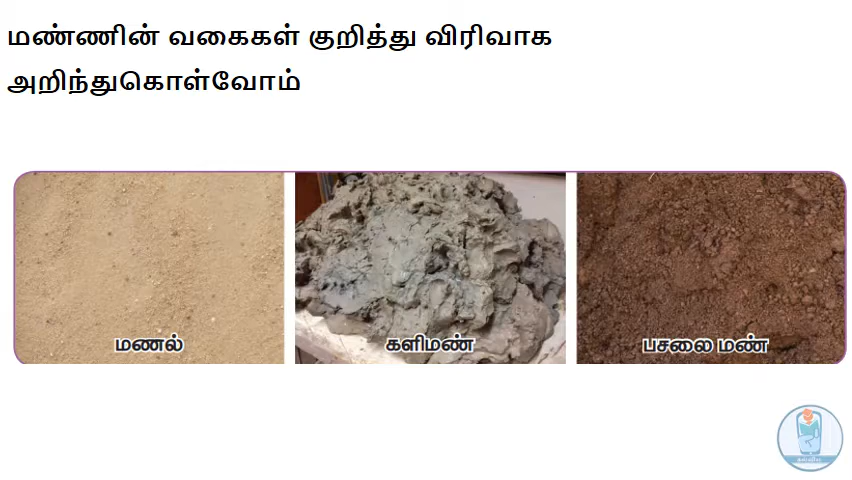 மண்ணின் வகைகள் குறித்து விரிவாக
அறிந்துகொள்வோம்
மணல்
களிமண்
பசலை மண்